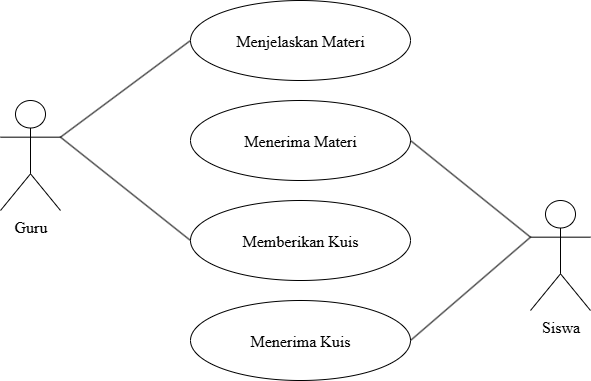 Menjelaskan Materi
Menerima Materi
Guru
Memberikan Kuis
Siswa
Menerima Kuis